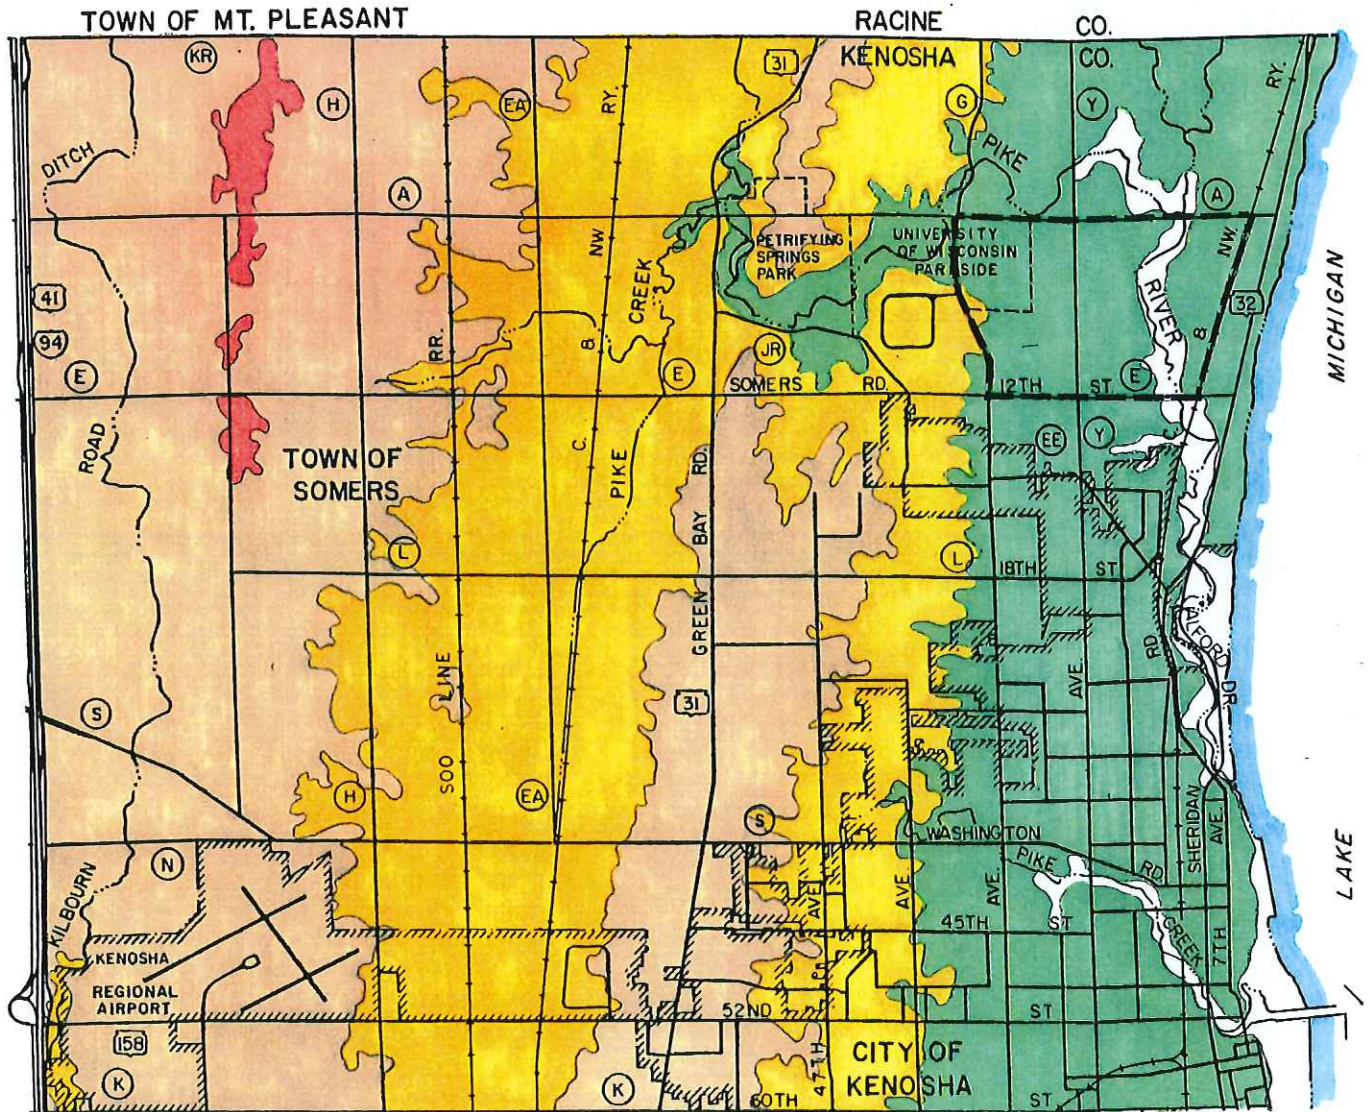 TOWN OF MT. PLEASANT
RACINE CO.
KENOSHA CO.
KR
H
EA
RY.
31
G
Y
RY.
DITCH
PIKE
A
A
NW.
PETRIFYING
SPRINGS
PARK
UNIVERSITY
OF WISCONSIN
PARKSIDE
NW.
CREEK
RIVER
41
94
E
RR.
&
E
JR
SOMERS RD.
12TH ST.
E
&
32
MICHIGAN
ROAD
TOWN OF
SOMERS
C.
PIKE
GREEN BAY RD.
EE
Y
C.
L
L
18TH ST
ALFORD DR.
RD
AVE.
S
SOO LINE
31
H
EA
S
WASHINGTON RD.
SHERIDAN
AVE.
LAKE
N
PIKE
CREEK
KILBOURN
AVE.
AVE.
AVE.
45TH ST
7TH
KENOSHA
REGIONAL
AIRPORT
52ND ST
158
K
K
47TH
CITY OF
KENOSHA
60TH ST